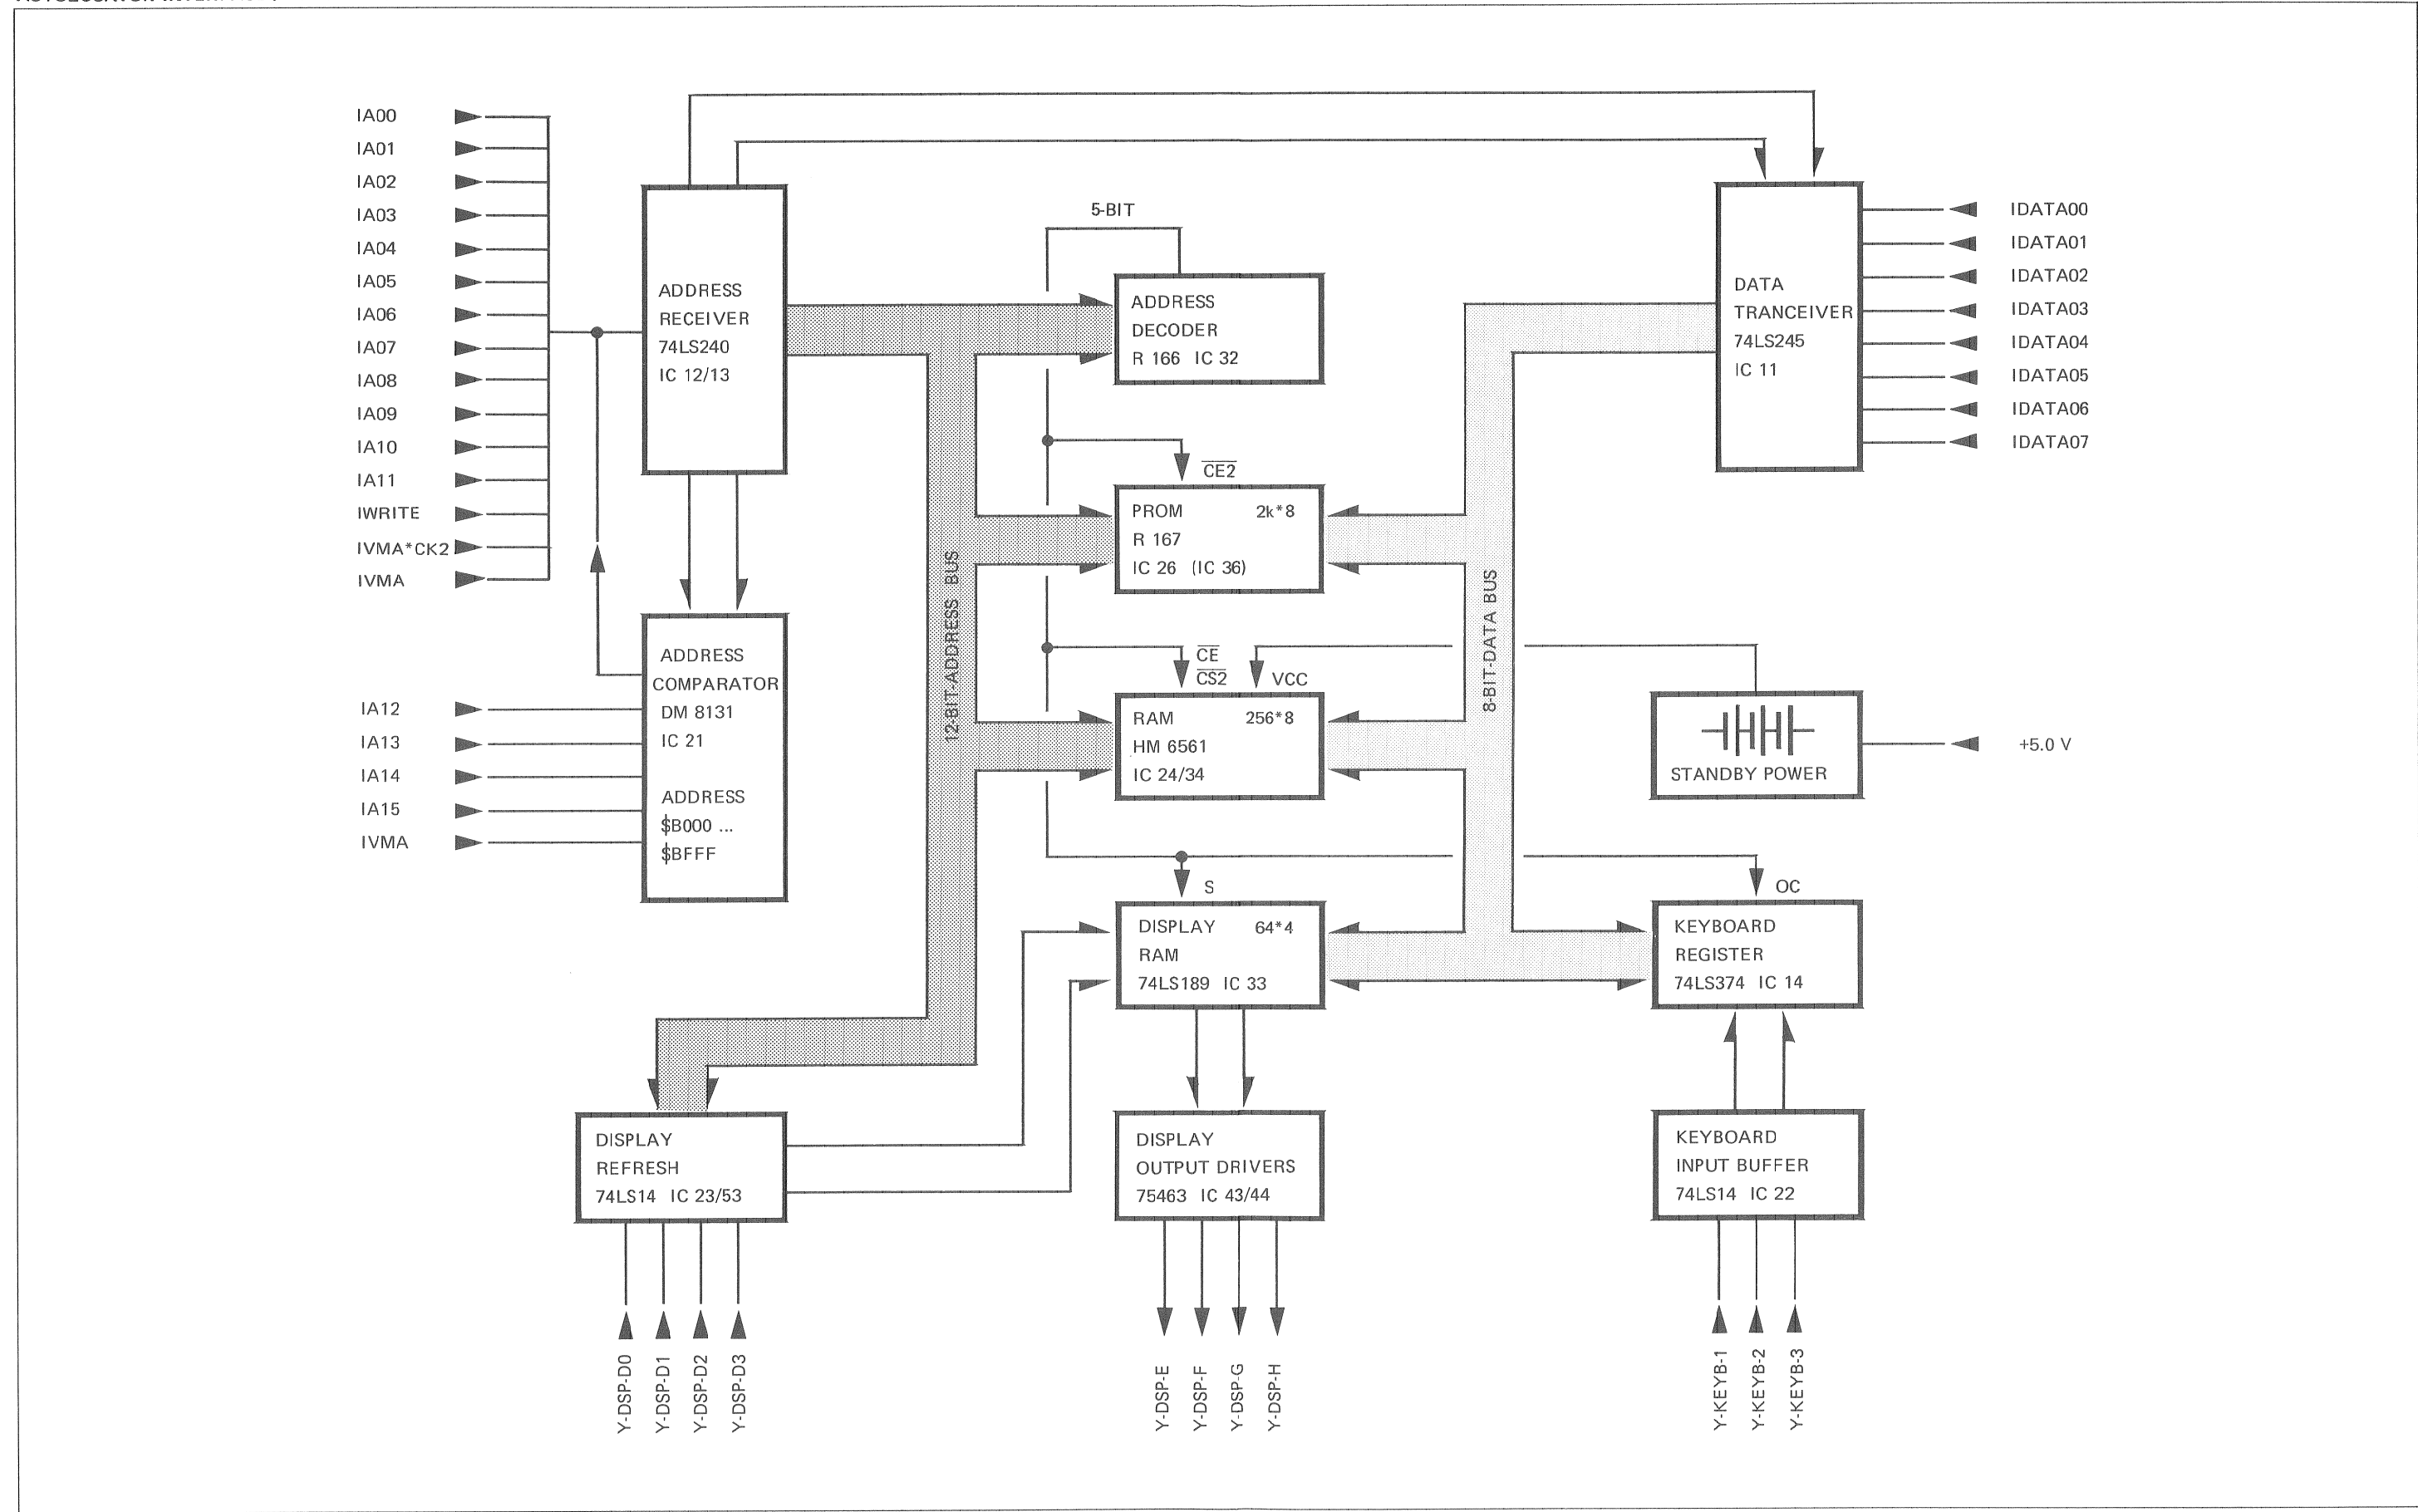 IA00
IA01
IA02
IA03
IA04
IA05
IA06
IA07
IA08
IA09
IA10
IA11
IWRITE
IVMA*CK2
IVMA
IA12
IA13
IA14
IA15
IVMA
ADDRESS
RECEIVER
74LS240
IC 12/13
ADDRESS
COMPARATOR
DM 8131
IC 21
ADDRESS
$B000 ...
$BFFF
12-BIT-ADDRESS BUS
5-BIT
ADDRESS
DECODER
R 166 IC 32
CE2
PROM 2k*8
R 167
IC 26 (IC 36)
CE
CS2 VCC
RAM 256*8
HM 6561
IC 24/34
S
DISPLAY 64*4
RAM
74LS189 IC 33
8-BIT-DATA BUS
DATA
TRANCEIVER
74LS245
IC 11
IDATA00
IDATA01
IDATA02
IDATA03
IDATA04
IDATA05
IDATA06
IDATA07
STANDBY POWER
+5.0 V
OC
KEYBOARD
REGISTER
74LS374 IC 14
DISPLAY
REFRESH
74LS14 IC 23/53
DISPLAY
OUTPUT DRIVERS
75463 IC 43/44
KEYBOARD
INPUT BUFFER
74LS14 IC 22
Y-DSP-D0
Y-DSP-D1
Y-DSP-D2
Y-DSP-D3
Y-DSP-E
Y-DSP-F
Y-DSP-G
Y-DSP-H
Y-KEYB-1
Y-KEYB-2
Y-KEYB-3